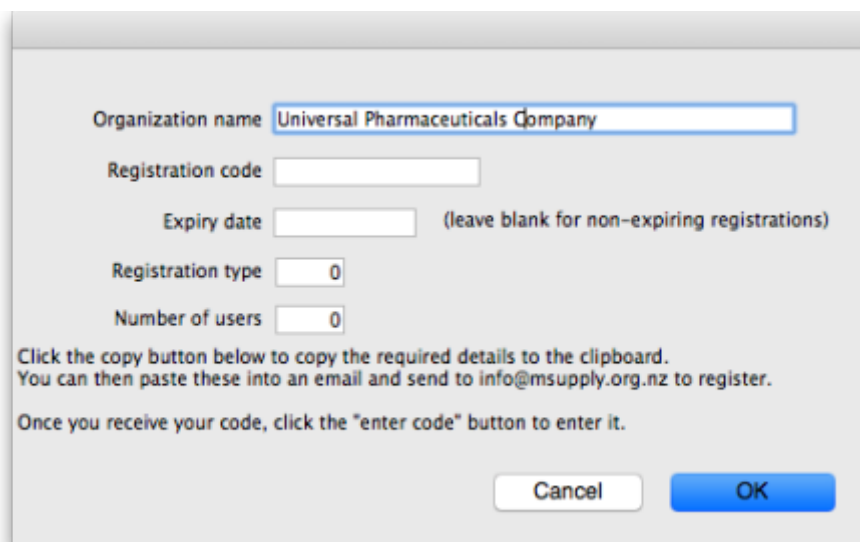 Organization name Universal Pharmaceuticals Company
Registration code
Expiry date (leave blank for non-expiring registrations)
Registration type 0
Number of users 0
Click the copy button below to copy the required details to the clipboard.
You can then paste these into an email and send to info@msupply.org.nz to register.
Once you receive your code, click the "enter code" button to enter it.
Cancel OK